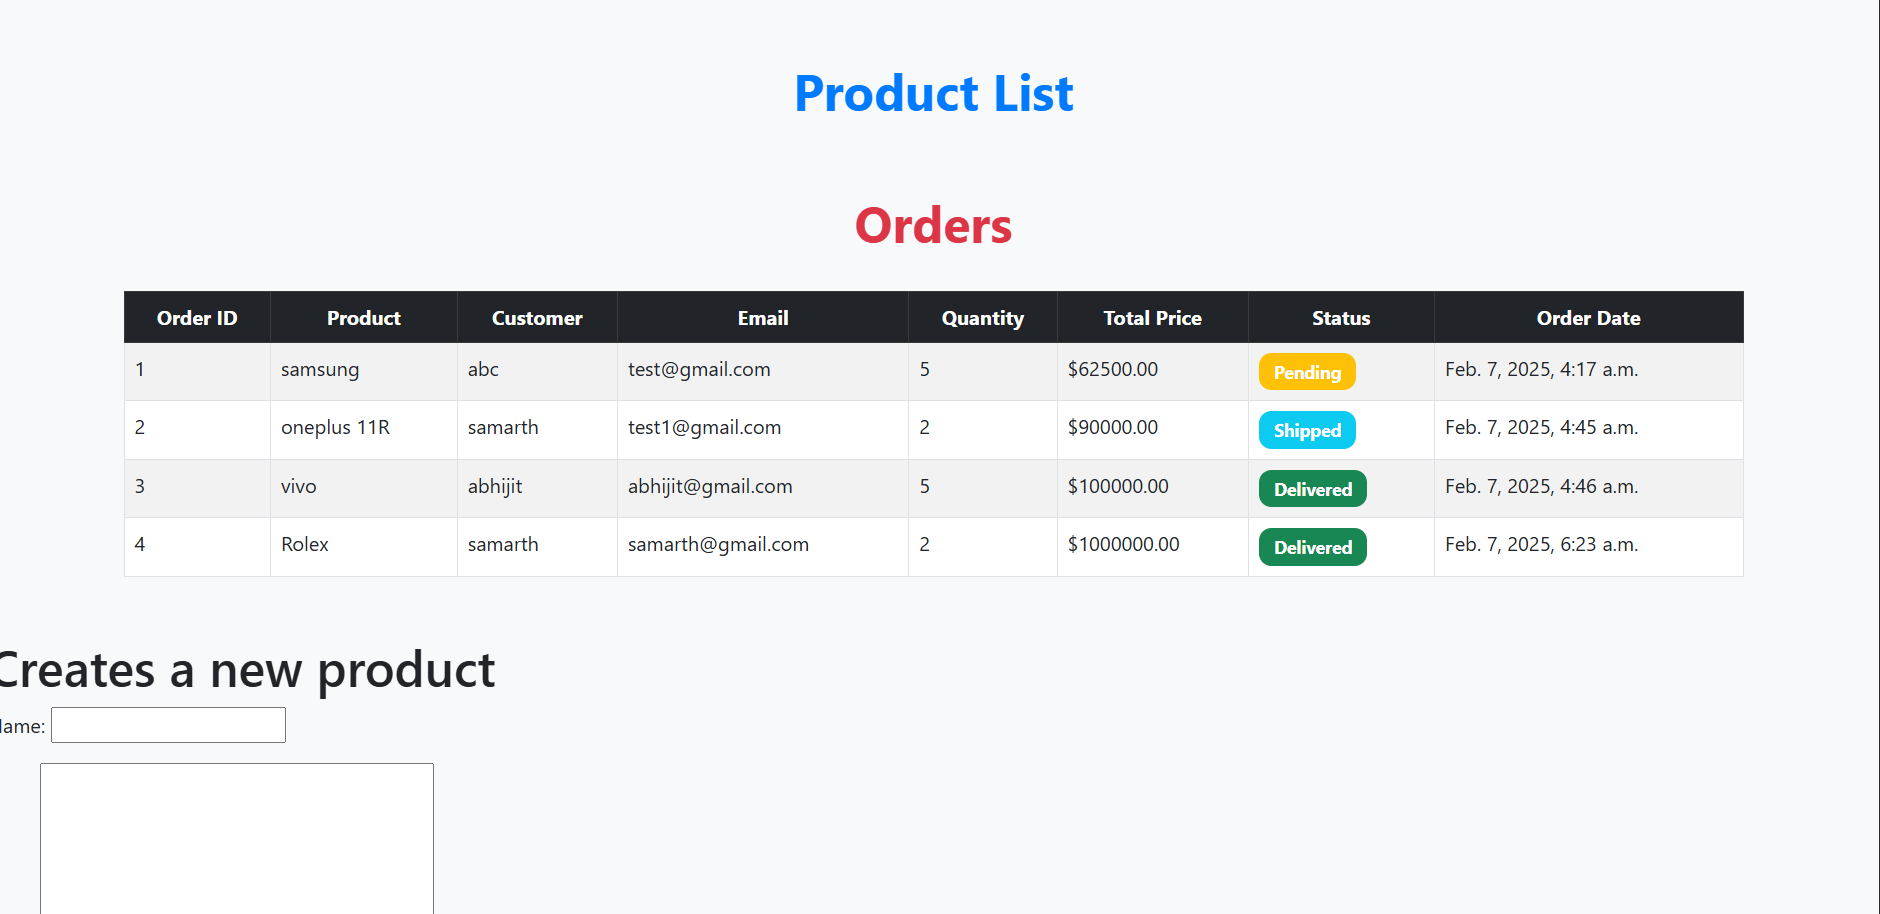 Product List
Orders
Order ID Product Customer Email Quantity Total Price Status Order Date
1 samsung abc test@gmail.com 5 $62500.00 Pending Feb. 7, 2025, 4:17 a.m.
2 oneplus 11R samarth test1@gmail.com 2 $90000.00 Shipped Feb. 7, 2025, 4:45 a.m.
3 vivo abhijit abhijit@gmail.com 5 $100000.00 Delivered Feb. 7, 2025, 4:46 a.m.
4 Rolex samarth samarth@gmail.com 2 $1000000.00 Delivered Feb. 7, 2025, 6:23 a.m.
Creates a new product
Name: